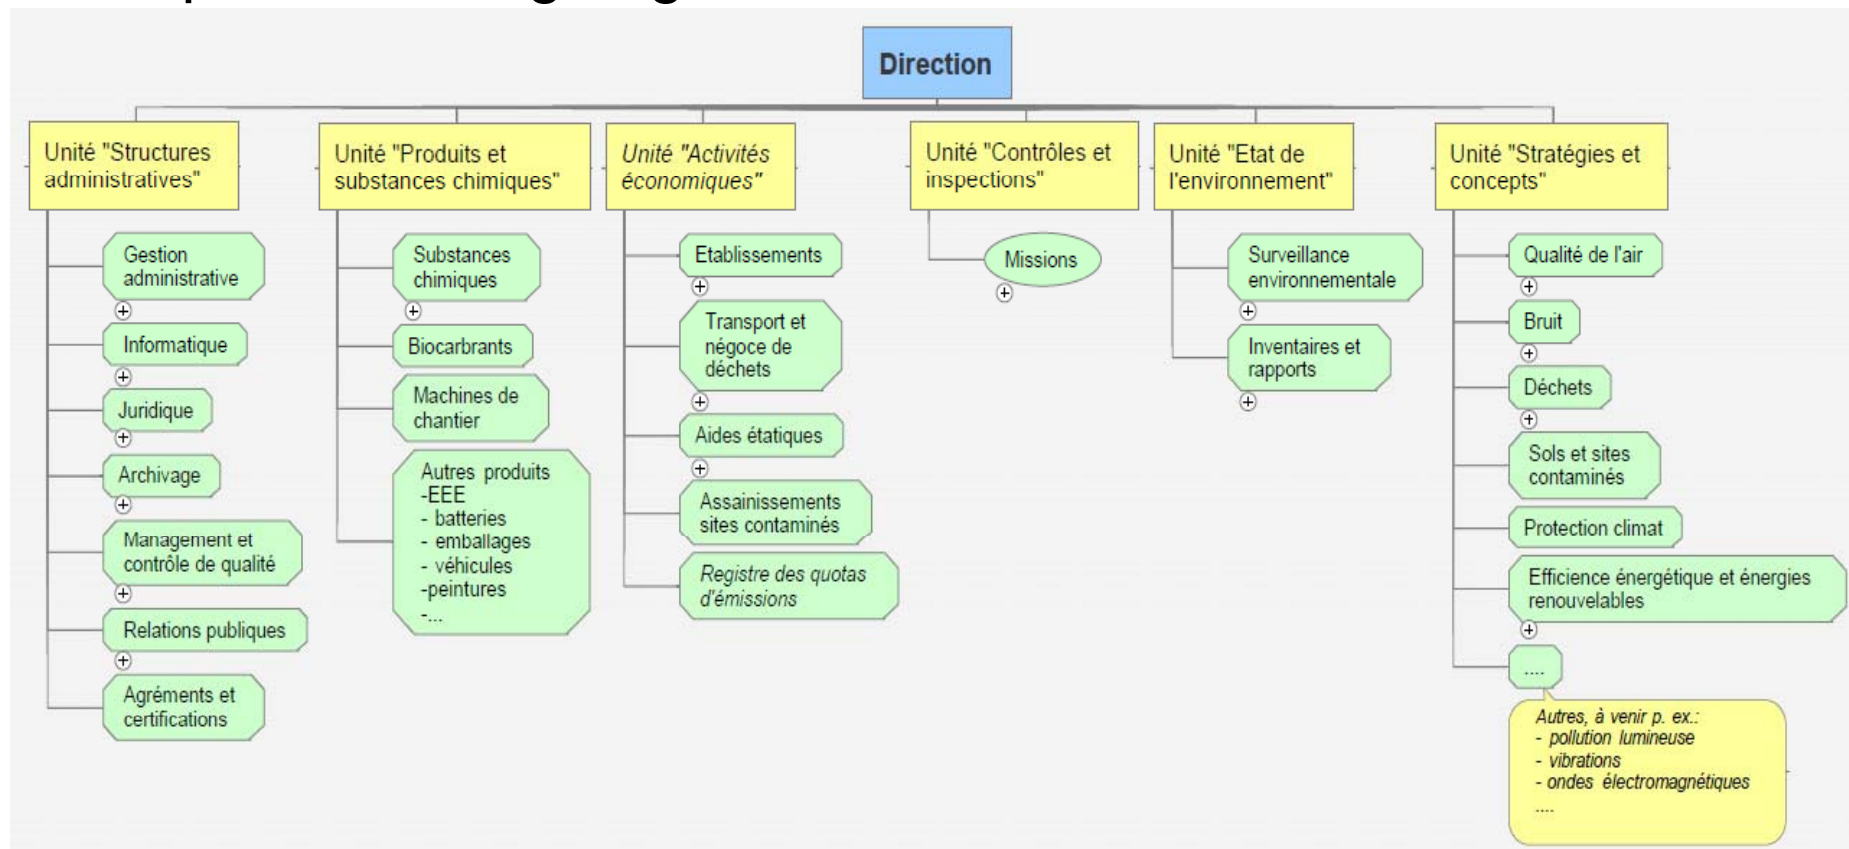 Direction
Unité "Structures
administratives"
Gestion
administrative
Informatique
Juridique
Archivage
Management et
contrôle de qualité
Relations publiques
Agréments et
certifications
Unité "Produits et
substances chimiques"
Substances
chimiques
Biocarbrants
Machines de
chantier
Autres produits
-EEE
- batteries
- emballages
- véhicules
-peintures
-...
Unité "Activités
économiques"
Etablissements
Transport et
négoce de
déchets
Aides étatiques
Assainissements
sites contaminés
Registre des quotas
d'émissions
Unité "Contrôles et
inspections"
Missions
Unité "Etat de
l'environnement"
Surveillance
environnementale
Inventaires et
rapports
Unité "Stratégies et
concepts"
Qualité de l'air
Bruit
Déchets
Sols et sites
contaminés
Protection climat
Efficience énergétique et énergies
renouvelables
....
Autres, à venir p. ex.:
- pollution lumineuse
- vibrations
- ondes électromagnétiques
....